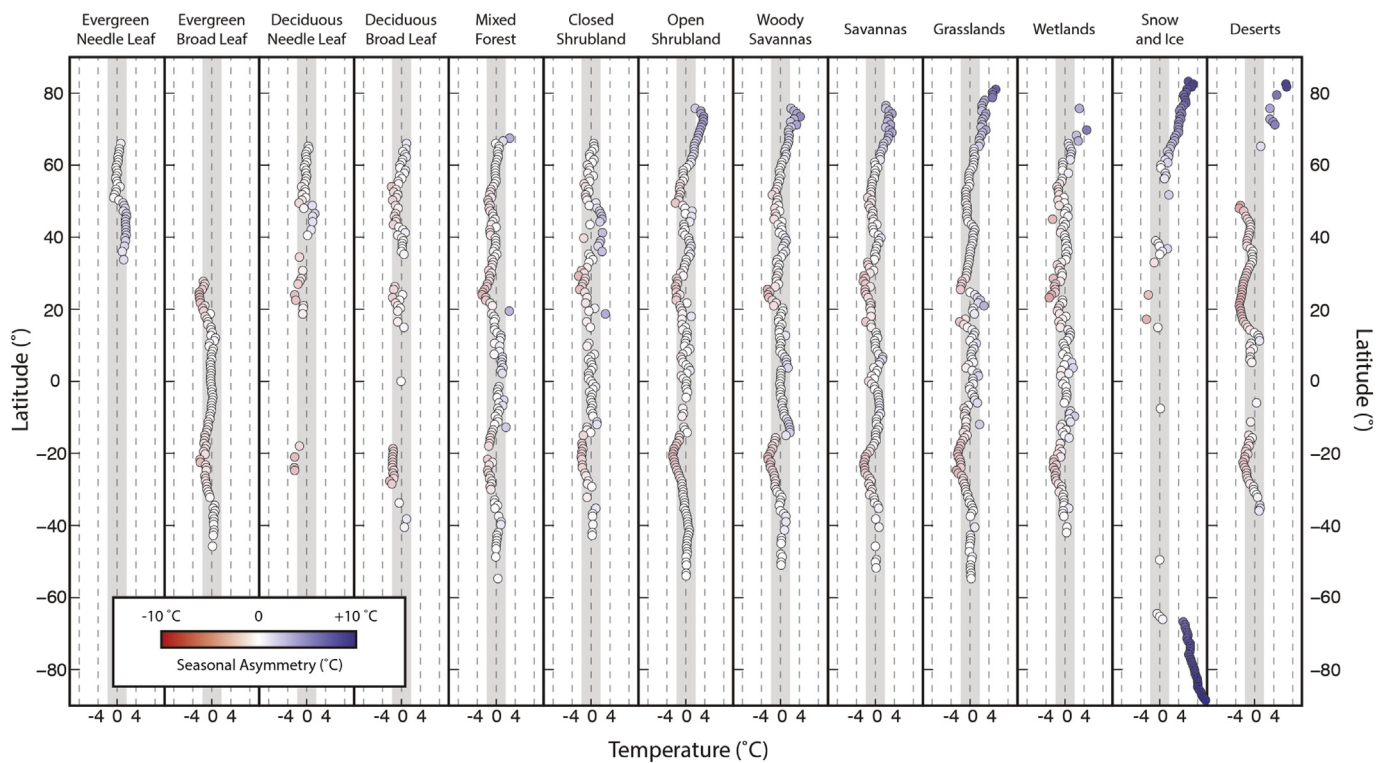 Evergreen Needle Leaf
Evergreen Broad Leaf
Deciduous Needle Leaf
Deciduous Broad Leaf
Mixed Forest
Closed Shrubland
Open Shrubland
Woody Savannas
Savannas
Grasslands
Wetlands
Snow and Ice
Deserts
80 80
60 60
40 40
20 20
0 0
−20 −20
−40 −40
−60 −60
−80 −80
Latitude (˚)
Latitude (˚)
-10 ˚C 0 +10 ˚C
Seasonal Asymmetry (˚C)
-4 0 4 -4 0 4 -4 0 4 -4 0 4 -4 0 4 -4 0 4 -4 0 4 -4 0 4 -4 0 4 -4 0 4 -4 0 4 -4 0 4 -4 0 4
Temperature (˚C)